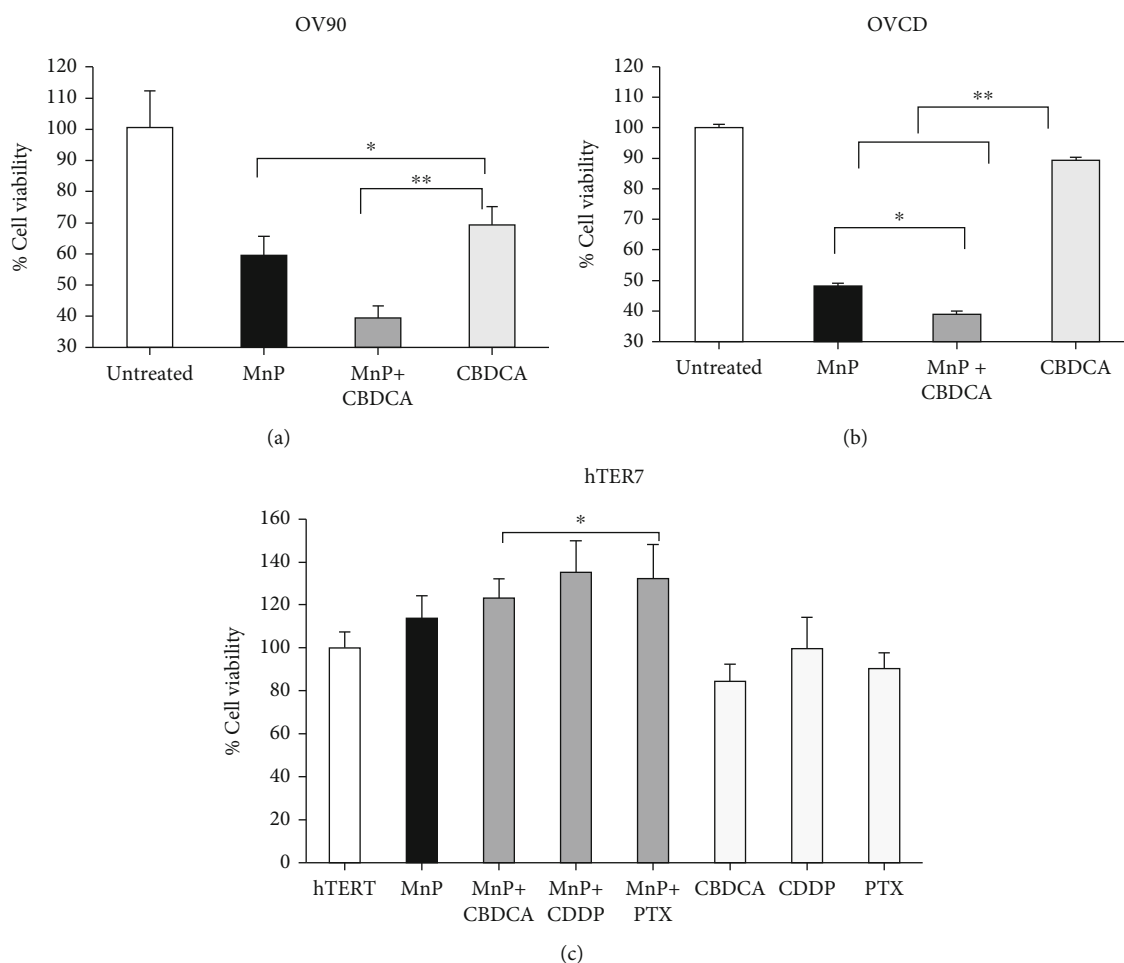 OV90
% Cell viability
120
110
100
90
80
70
60
50
40
30
*
**
Untreated
MnP
MnP+
CBDCA
CBDCA
(a)
OVCD
% Cell viability
120
110
100
90
80
70
60
50
40
30
**
*
Untreated
MnP
MnP +
CBDCA
CBDCA
(b)
hTER7
% Cell viability
160
140
120
100
80
60
40
20
0
*
hTERT
MnP
MnP+
CBDCA
MnP+
CDDP
MnP+
PTX
CBDCA
CDDP
PTX
(c)